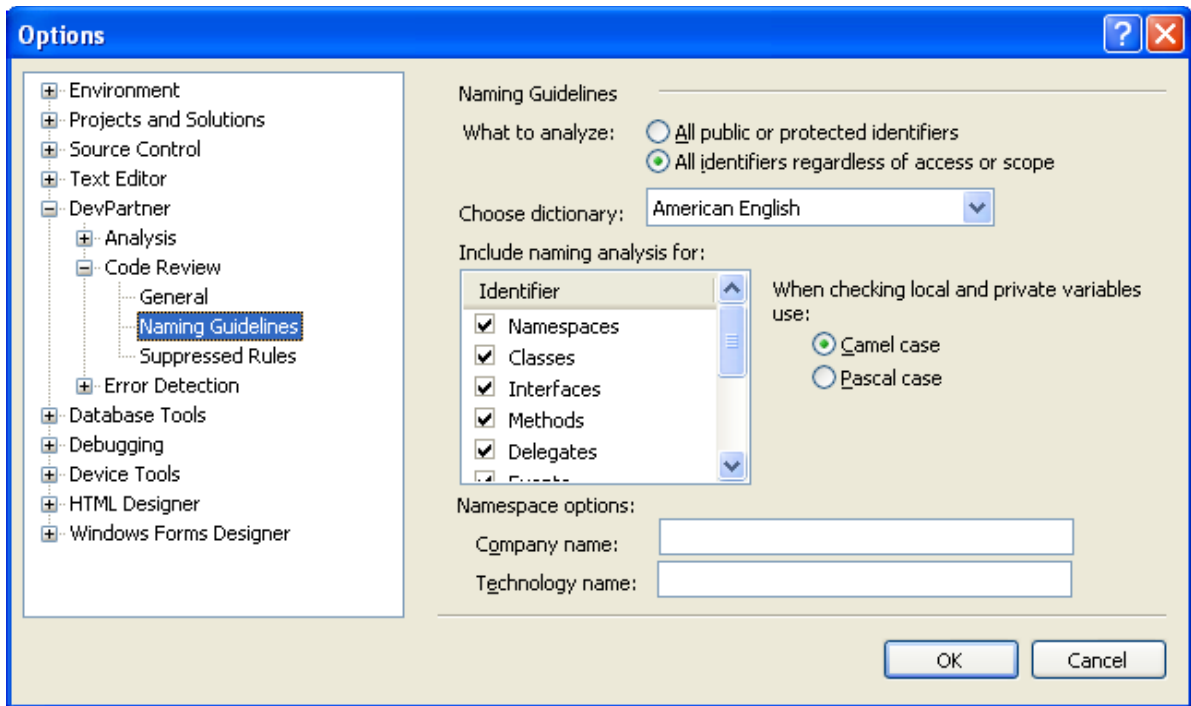 Options
Environment
Projects and Solutions
Source Control
Text Editor
DevPartner
Analysis
Code Review
General
Naming Guidelines
Suppressed Rules
Error Detection
Database Tools
Debugging
Device Tools
HTML Designer
Windows Forms Designer
Naming Guidelines
What to analyze:
All public or protected identifiers
All identifiers regardless of access or scope
Choose dictionary:
American English
Include naming analysis for:
Identifier
Namespaces
Classes
Interfaces
Methods
Delegates
When checking local and private variables
use:
Camel case
Pascal case
Namespace options:
Company name:
Technology name:
OK
Cancel